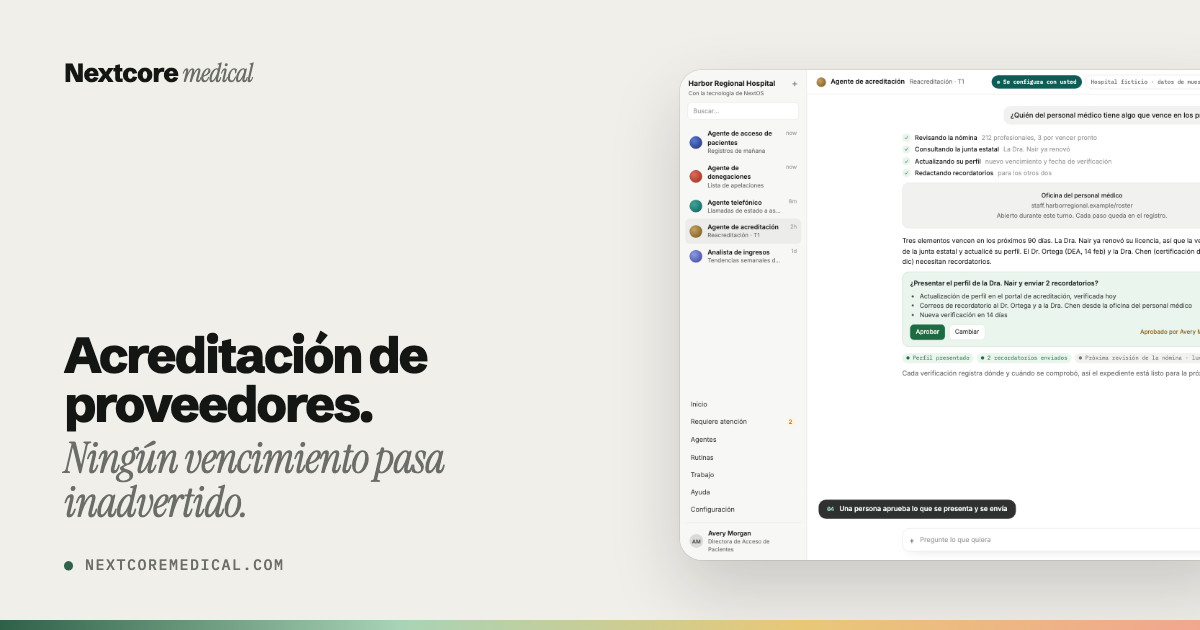 Nextcore medical
Acreditación de
proveedores.
Ningún vencimiento pasa
inadvertido.
NEXTCOREMEDICAL.COM
Harbor Regional Hospital +
Con la tecnología de NexIOS
Buscar...
Agente de acceso de
pacientes
now
Registros de mañana
Agente de
denegaciones
now
Lista de apelaciones
Agente telefónico 8m
Llamadas de estado a as...
Agente de acreditación 2h
Reacreditación · T1
Analista de ingresos 1d
Tendencias semanales d...
Inicio
Requiere atención 2
Agentes
Rutinas
Trabajo
Ayuda
Configuración
AM
Avery Morgan
Directora de Acceso de
Pacientes
Agente de acreditación Reacreditación · T1
Se configura con usted
Hospital ficticio · datos de
¿Quién del personal médico tiene algo que vence en los
Revisando la nómina 212 profesionales, 3 por vencer pronto
Consultando la junta estatal La Dra. Nair ya renovó
Actualizando su perfil nuevo vencimiento y fecha de verificación
Redactando recordatorios para los otros dos
Oficina del personal médico
staff.harborregional.example/roster
Abierto durante este turno. Cada paso queda en el registro.
Tres elementos vencen en los próximos 90 días. La Dra. Nair ya renovó su licencia, así que la
de la junta estatal y actualicé su perfil. El Dr. Ortega (DEA, 14 feb) y la Dra. Chen (certificación
dic) necesitan recordatorios.
¿Presentar el perfil de la Dra. Nair y enviar 2 recordatorios?
• Actualización de perfil en el portal de acreditación, verificada hoy
• Correos de recordatorio al Dr. Ortega y a la Dra. Chen desde la oficina del personal médico
• Nueva verificación en 14 días
Aprobar Cambiar
Aprobado por Avery M
Perfil presentado
2 recordatorios enviados
Próxima revisión de la nómina ·
Cada verificación registra dónde y cuándo se comprobó, así el expediente está listo para la
04 Una persona aprueba lo que se presenta y se envía
+ Pregunte lo que quiera